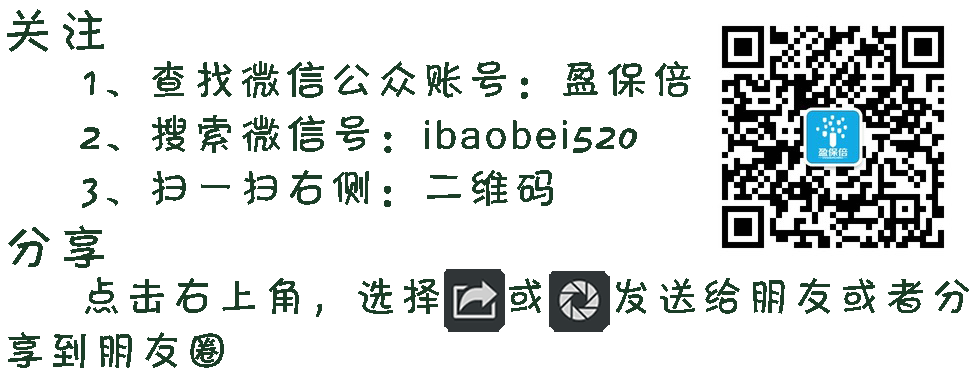 关注
1、查找微信公众账号：盈保倍
2、搜索微信号：ibaobei520
3、扫一扫右侧：二维码
盈保倍
分享
点击右上角，选择或发送给朋友或者分
享到朋友圈